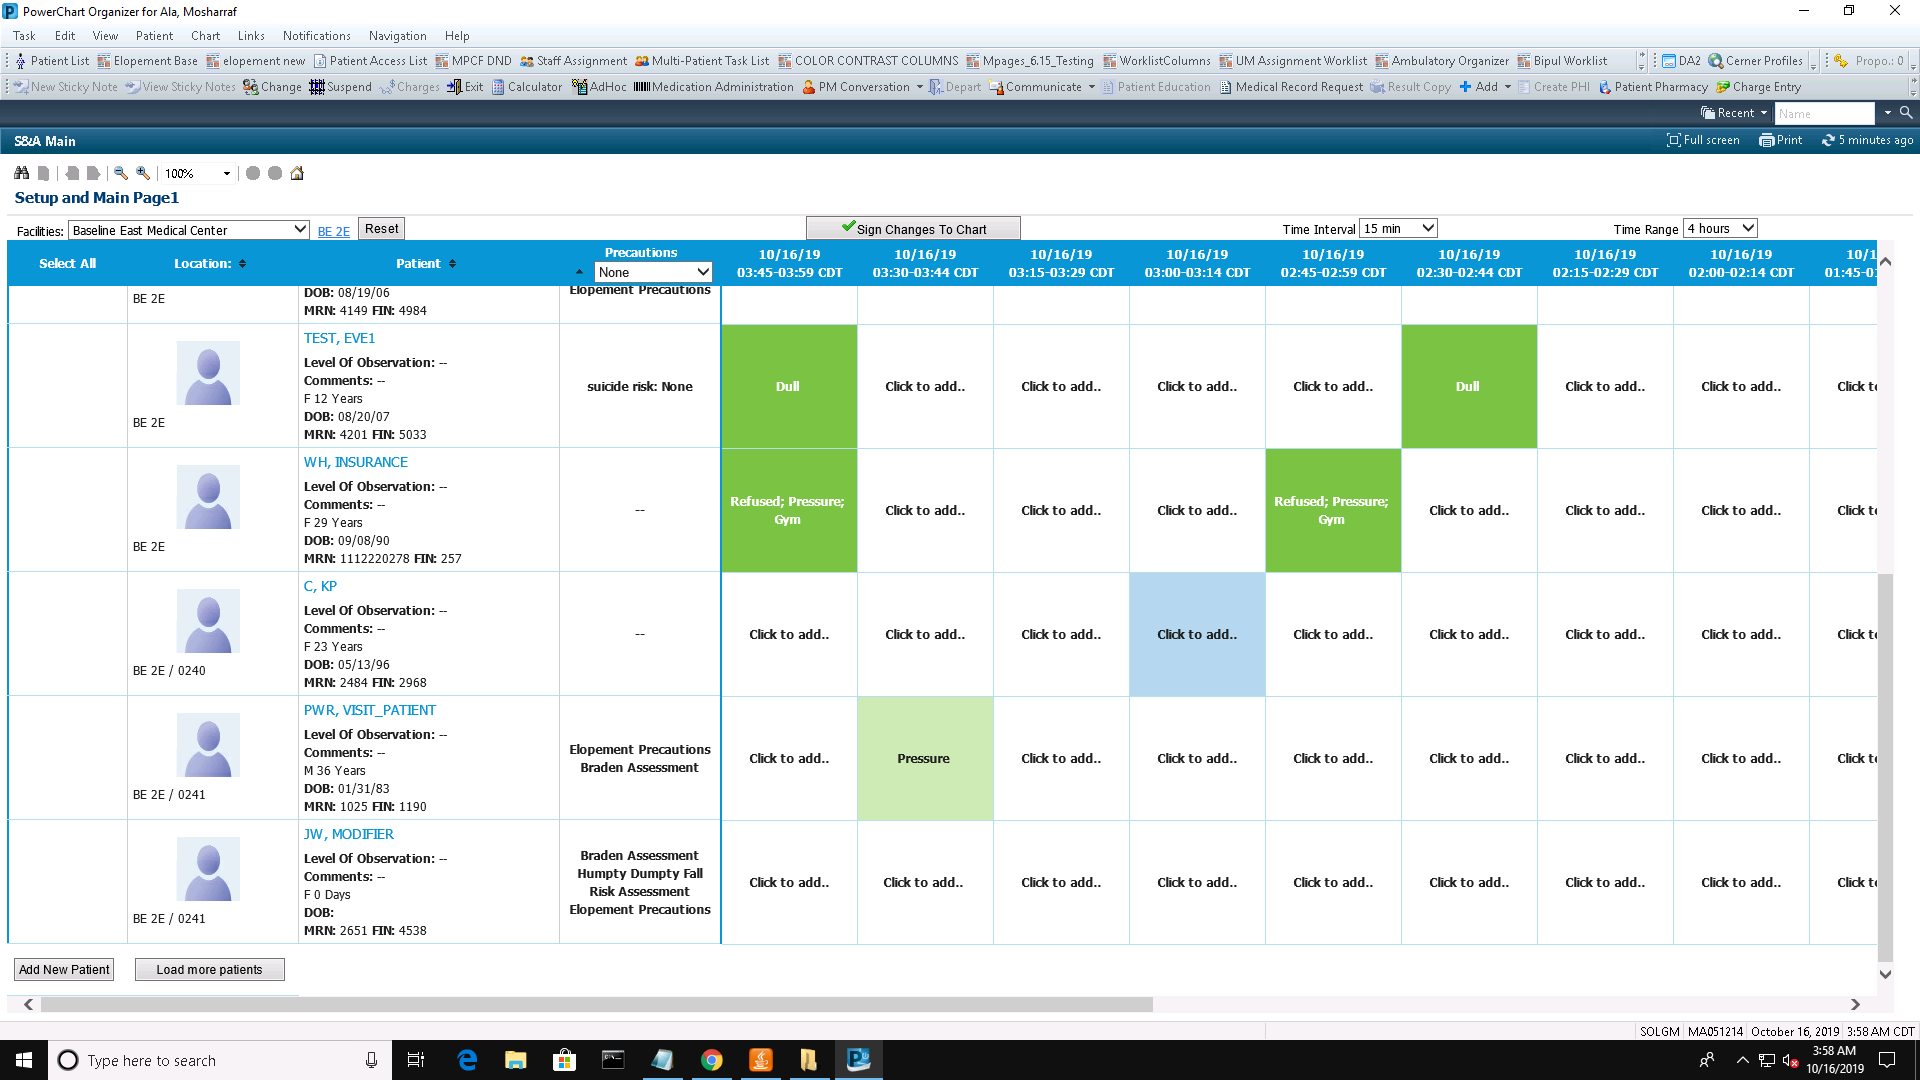 PowerChart Organizer for Ala, Mosharraf
Task Edit View Patient Chart Links Notifications Navigation Help
Patient List Elopement Base elopement new Patient Access List MPCF DND Staff Assignment Multi-Patient Task List COLOR CONTRAST COLUMNS Mpages_6.15_Testing WorklistColumns UM Assignment Worklist Ambulatory Organizer Bipul Worklist DA2 Cerner Profiles Propo.: 0
New Sticky Note View Sticky Notes Change Suspend Charges Exit Calculator AdHoc Medication Administration PM Conversation Depart Communicate Patient Education Medical Record Request Result Copy Add Create PHI Patient Pharmacy Charge Entry
Recent Name
S&A Main Full screen Print 5 minutes ago
100%
Setup and Main Page1
Facilities: Baseline East Medical Center BE 2E Reset Sign Changes To Chart Time Interval 15 min Time Range 4 hours
Select All Location: Patient Precautions None
10/16/19 10/16/19 10/16/19 10/16/19 10/16/19 10/16/19 10/16/19 10/16/19 10/1
03:45-03:59 CDT 03:30-03:44 CDT 03:15-03:29 CDT 03:00-03:14 CDT 02:45-02:59 CDT 02:30-02:44 CDT 02:15-02:29 CDT 02:00-02:14 CDT 01:45-0
BE 2E
DOB: 08/19/06
MRN: 4149 FIN: 4984
Elopement Precautions
BE 2E
TEST, EVE1
Level Of Observation: --
Comments: --
F 12 Years
DOB: 08/20/07
MRN: 4201 FIN: 5033
suicide risk: None
Dull Click to add.. Click to add.. Click to add.. Click to add.. Dull Click to add.. Click to add.. Click t
BE 2E
WH, INSURANCE
Level Of Observation: --
Comments: --
F 29 Years
DOB: 09/08/90
MRN: 1112220278 FIN: 257
--
Refused; Pressure; Gym Click to add.. Click to add.. Click to add.. Refused; Pressure; Gym Click to add.. Click to add.. Click to add.. Click t
BE 2E / 0240
C, KP
Level Of Observation: --
Comments: --
F 23 Years
DOB: 05/13/96
MRN: 2484 FIN: 2968
--
Click to add.. Click to add.. Click to add.. Click to add.. Click to add.. Click to add.. Click to add.. Click to add.. Click t
BE 2E / 0241
PWR, VISIT_PATIENT
Level Of Observation: --
Comments: --
M 36 Years
DOB: 01/31/83
MRN: 1025 FIN: 1190
Elopement Precautions
Braden Assessment
Click to add.. Pressure Click to add.. Click to add.. Click to add.. Click to add.. Click to add.. Click to add.. Click t
BE 2E / 0241
JW, MODIFIER
Level Of Observation: --
Comments: --
F 0 Days
DOB:
MRN: 2651 FIN: 4538
Braden Assessment
Humpty Dumpty Fall
Risk Assessment
Elopement Precautions
Click to add.. Click to add.. Click to add.. Click to add.. Click to add.. Click to add.. Click to add.. Click to add.. Click t
Add New Patient Load more patients
SOLGM MA051214 October 16, 2019 3:58 AM CDT
Type here to search
3:58 AM
10/16/2019